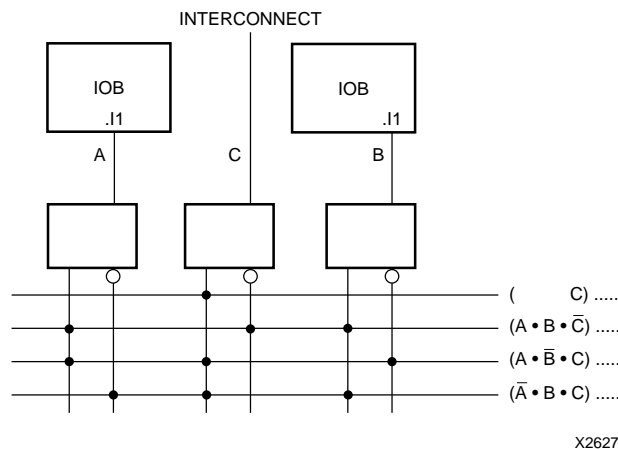 INTERCONNECT
IOB
IOB
.I1
.I1
A
C
B
( C) .....
(A • B • C̅) .....
(A • B̅ • C) .....
(A̅ • B • C) .....
X2627